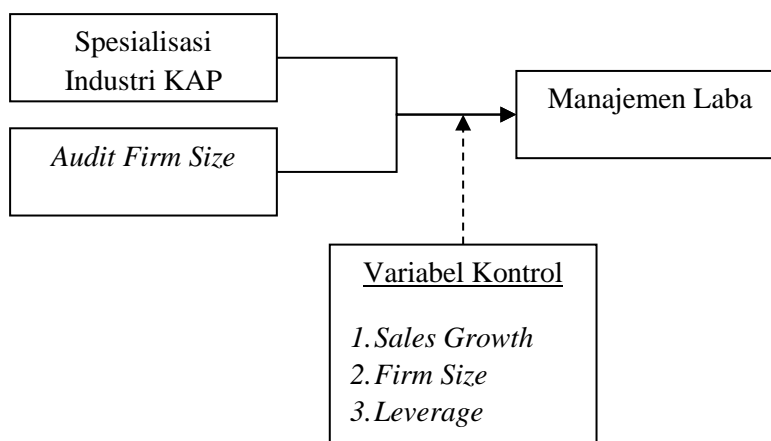 Spesialisasi
Industri KAP
Manajemen Laba
Audit Firm Size
Variabel Kontrol
1. Sales Growth
2. Firm Size
3. Leverage